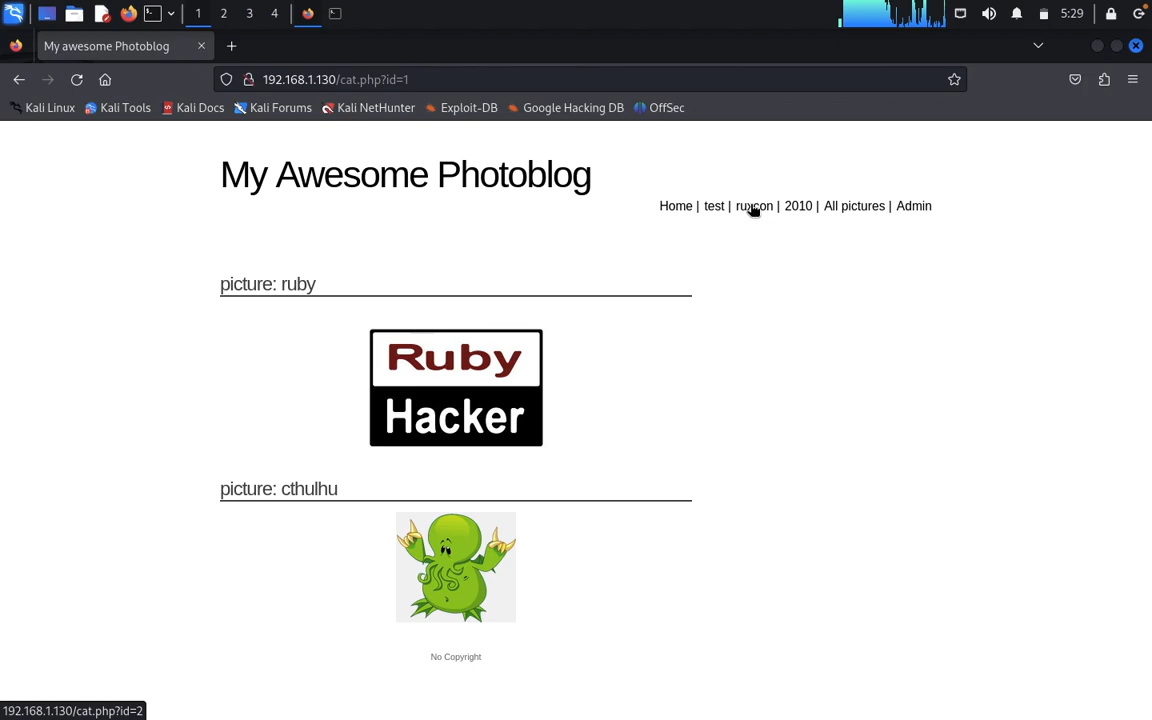 1 2 3 4 5:29
My awesome Photoblog
192.168.1.130/cat.php?id=1
Kali Linux Kali Tools Kali Docs Kali Forums Kali NetHunter Exploit-DB Google Hacking DB OffSec
My Awesome Photoblog
Home | test | ruxcon | 2010 | All pictures | Admin
picture: ruby
Ruby
Hacker
picture: cthulhu
No Copyright
192.168.1.130/cat.php?id=2